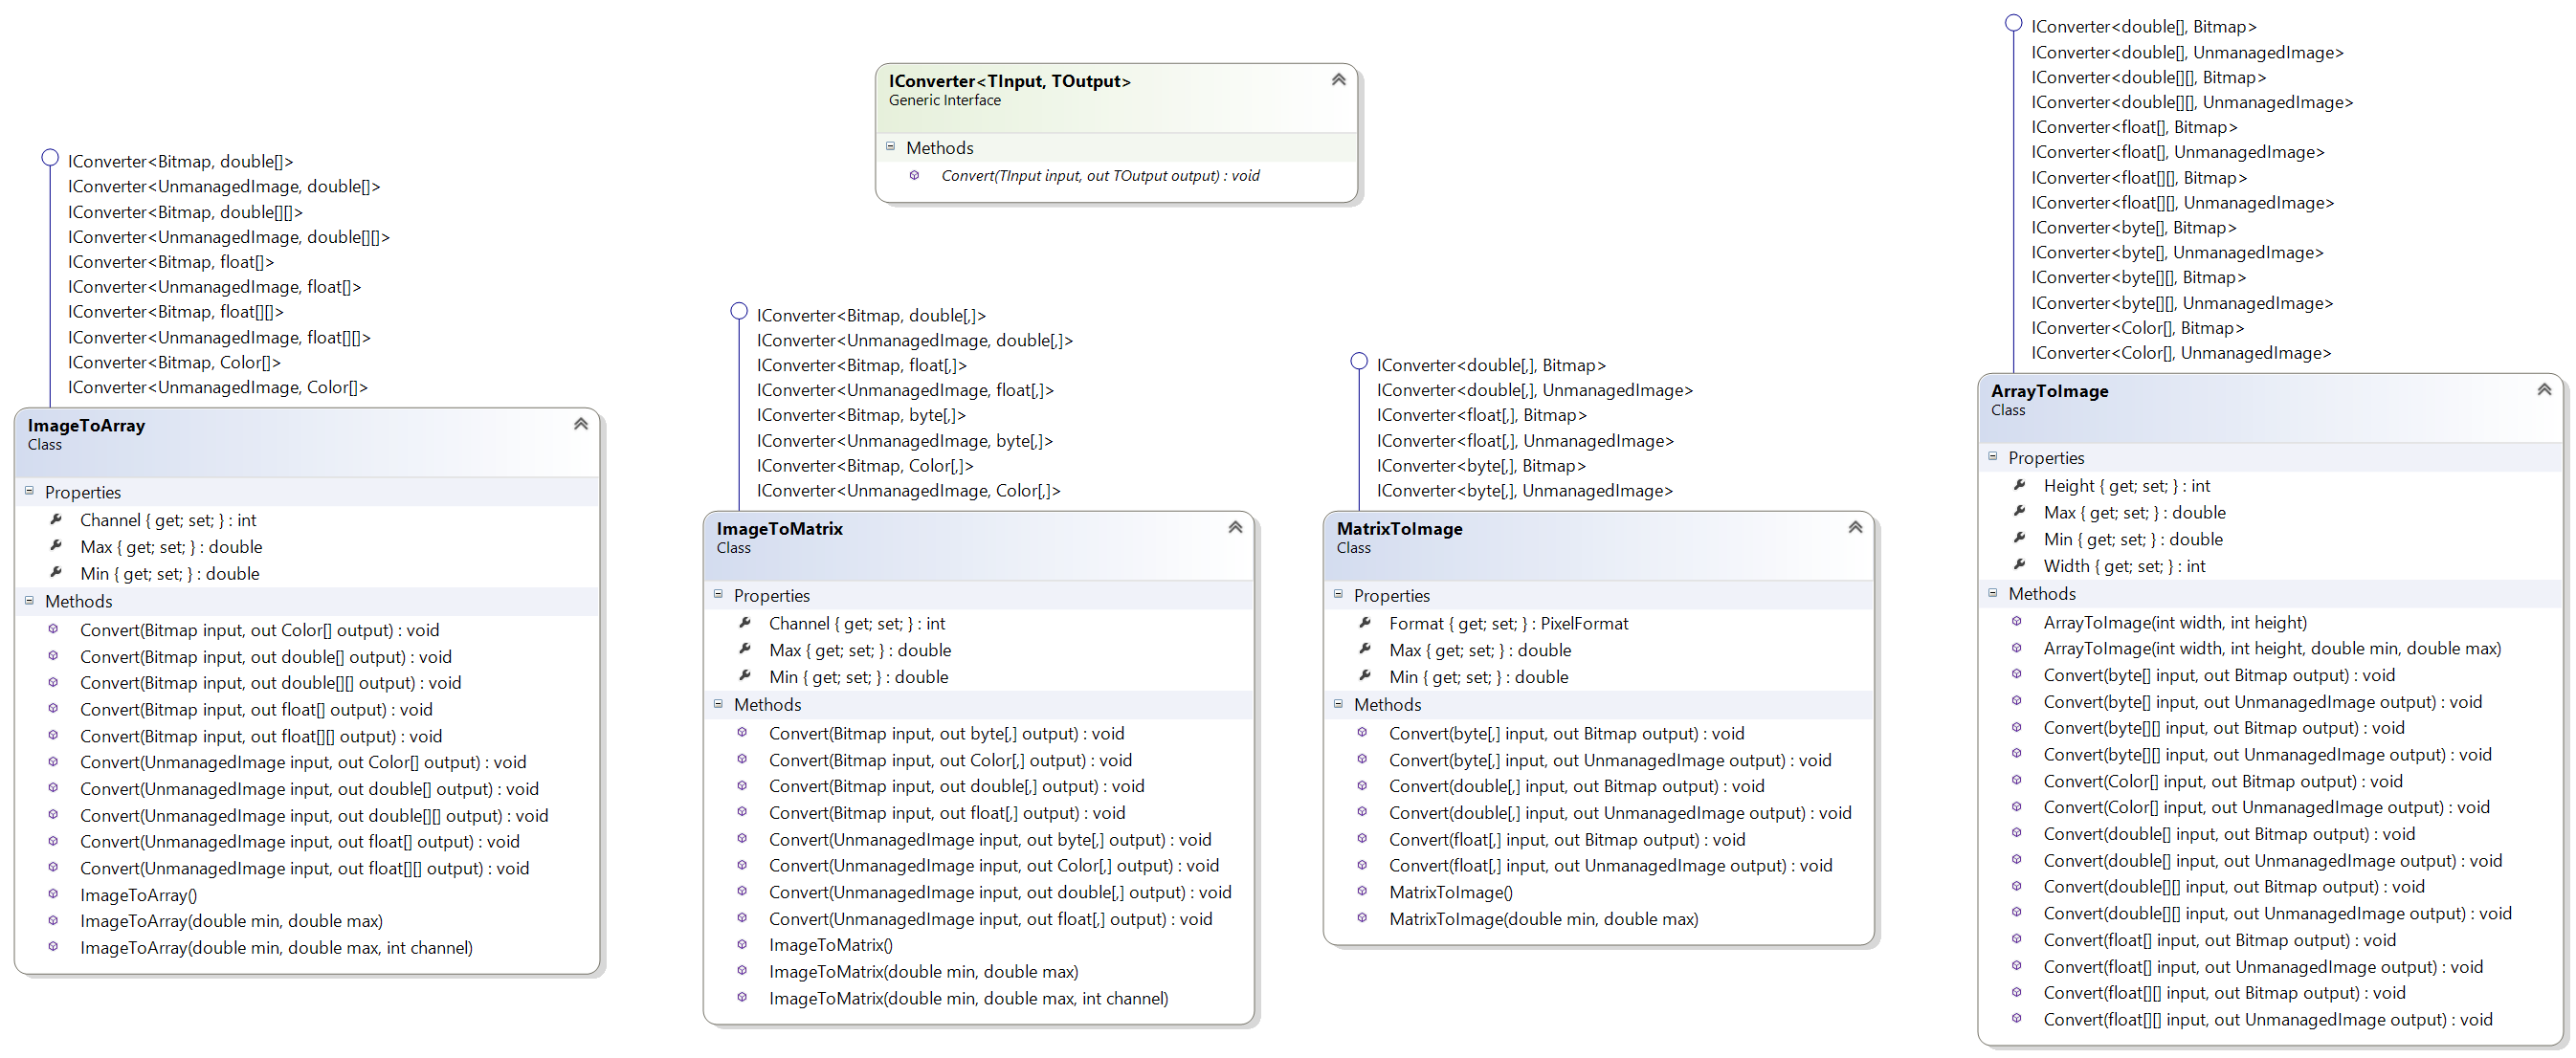 IConverter<TInput, TOutput>
Generic Interface
Methods
Convert(TInput input, out TOutput output) : void
IConverter<Bitmap, double[]>
IConverter<UnmanagedImage, double[]>
IConverter<Bitmap, double[][]>
IConverter<UnmanagedImage, double[][]>
IConverter<Bitmap, float[]>
IConverter<UnmanagedImage, float[]>
IConverter<Bitmap, float[][]>
IConverter<UnmanagedImage, float[][]>
IConverter<Bitmap, Color[]>
IConverter<UnmanagedImage, Color[]>
ImageToArray
Class
Properties
Channel { get; set; } : int
Max { get; set; } : double
Min { get; set; } : double
Methods
Convert(Bitmap input, out Color[] output) : void
Convert(Bitmap input, out double[] output) : void
Convert(Bitmap input, out double[][] output) : void
Convert(Bitmap input, out float[] output) : void
Convert(Bitmap input, out float[][] output) : void
Convert(UnmanagedImage input, out Color[] output) : void
Convert(UnmanagedImage input, out double[] output) : void
Convert(UnmanagedImage input, out double[][] output) : void
Convert(UnmanagedImage input, out float[] output) : void
Convert(UnmanagedImage input, out float[][] output) : void
ImageToArray()
ImageToArray(double min, double max)
ImageToArray(double min, double max, int channel)
IConverter<Bitmap, double[,]>
IConverter<UnmanagedImage, double[,]>
IConverter<Bitmap, float[,]>
IConverter<UnmanagedImage, float[,]>
IConverter<Bitmap, byte[,]>
IConverter<UnmanagedImage, byte[,]>
IConverter<Bitmap, Color[,]>
IConverter<UnmanagedImage, Color[,]>
ImageToMatrix
Class
Properties
Channel { get; set; } : int
Max { get; set; } : double
Min { get; set; } : double
Methods
Convert(Bitmap input, out byte[,] output) : void
Convert(Bitmap input, out Color[,] output) : void
Convert(Bitmap input, out double[,] output) : void
Convert(Bitmap input, out float[,] output) : void
Convert(UnmanagedImage input, out byte[,] output) : void
Convert(UnmanagedImage input, out Color[,] output) : void
Convert(UnmanagedImage input, out double[,] output) : void
Convert(UnmanagedImage input, out float[,] output) : void
ImageToMatrix()
ImageToMatrix(double min, double max)
ImageToMatrix(double min, double max, int channel)
IConverter<double[,], Bitmap>
IConverter<double[,], UnmanagedImage>
IConverter<float[,], Bitmap>
IConverter<float[,], UnmanagedImage>
IConverter<byte[,], Bitmap>
IConverter<byte[,], UnmanagedImage>
MatrixToImage
Class
Properties
Format { get; set; } : PixelFormat
Max { get; set; } : double
Min { get; set; } : double
Methods
Convert(byte[,] input, out Bitmap output) : void
Convert(byte[,] input, out UnmanagedImage output) : void
Convert(double[,] input, out Bitmap output) : void
Convert(double[,] input, out UnmanagedImage output) : void
Convert(float[,] input, out Bitmap output) : void
Convert(float[,] input, out UnmanagedImage output) : void
MatrixToImage()
MatrixToImage(double min, double max)
IConverter<double[], Bitmap>
IConverter<double[], UnmanagedImage>
IConverter<double[][], Bitmap>
IConverter<double[][], UnmanagedImage>
IConverter<float[], Bitmap>
IConverter<float[], UnmanagedImage>
IConverter<float[][], Bitmap>
IConverter<float[][], UnmanagedImage>
IConverter<byte[], Bitmap>
IConverter<byte[], UnmanagedImage>
IConverter<byte[][], Bitmap>
IConverter<byte[][], UnmanagedImage>
IConverter<Color[], Bitmap>
IConverter<Color[], UnmanagedImage>
ArrayToImage
Class
Properties
Height { get; set; } : int
Max { get; set; } : double
Min { get; set; } : double
Width { get; set; } : int
Methods
ArrayToImage(int width, int height)
ArrayToImage(int width, int height, double min, double max)
Convert(byte[] input, out Bitmap output) : void
Convert(byte[] input, out UnmanagedImage output) : void
Convert(byte[][] input, out Bitmap output) : void
Convert(byte[][] input, out UnmanagedImage output) : void
Convert(Color[] input, out Bitmap output) : void
Convert(Color[] input, out UnmanagedImage output) : void
Convert(double[] input, out Bitmap output) : void
Convert(double[] input, out UnmanagedImage output) : void
Convert(double[][] input, out Bitmap output) : void
Convert(double[][] input, out UnmanagedImage output) : void
Convert(float[] input, out Bitmap output) : void
Convert(float[] input, out UnmanagedImage output) : void
Convert(float[][] input, out Bitmap output) : void
Convert(float[][] input, out UnmanagedImage output) : void